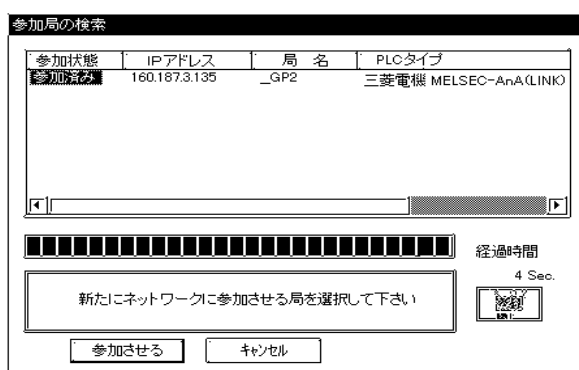 参加局の検索
参加状態 IPアドレス 局 名 PLCタイプ
参加済み 160.187.3.135 _GP2 三菱電機 MELSEC-AnA(LINK)
経過時間
4 Sec.
新たにネットワークに参加させる局を選択して下さい
参加させる キャンセル